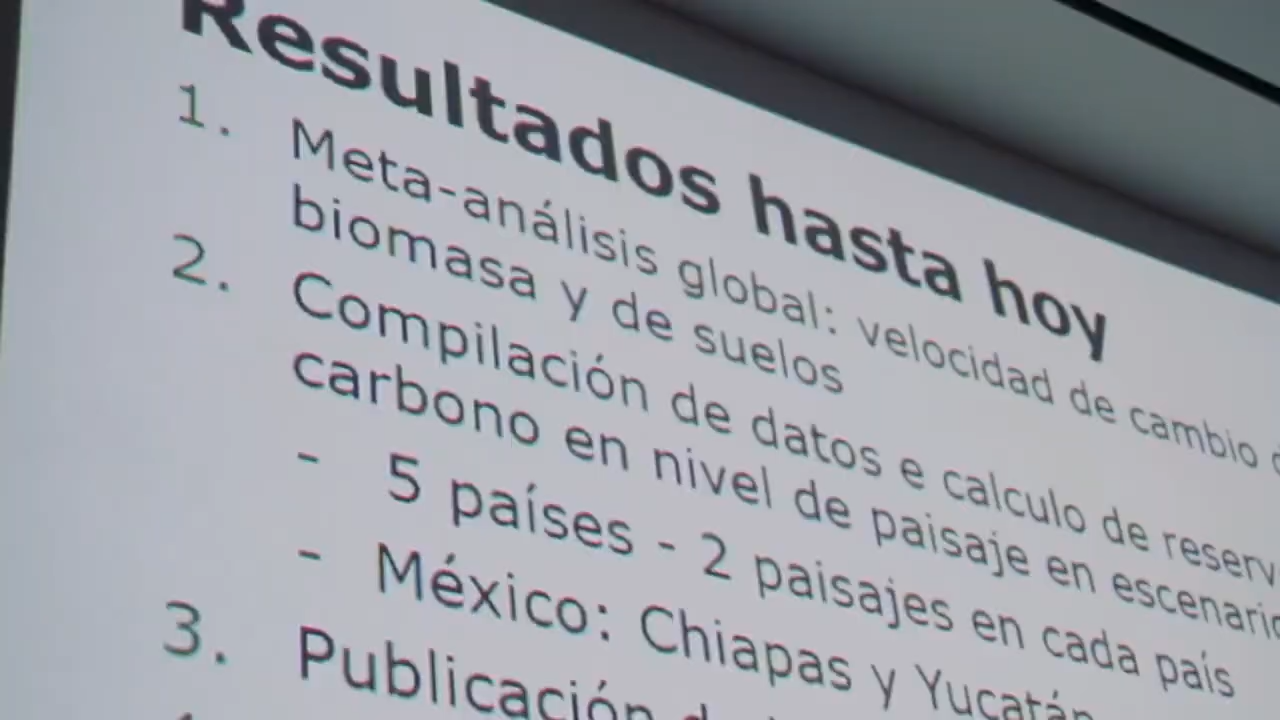 Resultados hasta hoy
1. Meta-análisis global: velocidad de cambio
biomasa y de suelos
2. Compilación de datos e calculo de
carbono en nivel de paisaje en
- 5 países - 2 paisajes en cada país
- México: Chiapas y Yucatán
3. Publicación